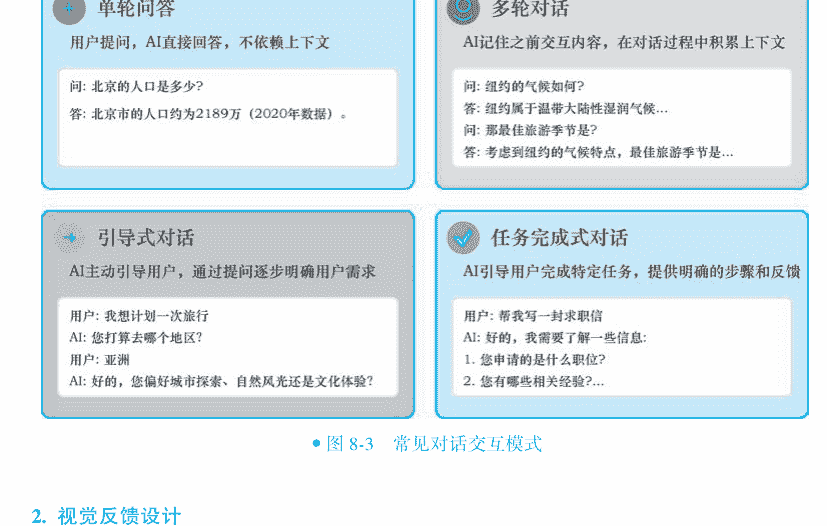 单轮问答
用户提问，AI直接回答，不依赖上下文
问: 北京的人口是多少?
答: 北京市的人口约为2189万（2020年数据）。
多轮对话
AI记住之前交互内容，在对话过程中积累上下文
问: 纽约的气候如何?
答: 纽约属于温带大陆性湿润气候...
问: 那最佳旅游季节是?
答: 考虑到纽约的气候特点，最佳旅游季节是...
引导式对话
AI主动引导用户，通过提问逐步明确用户需求
用户: 我想计划一次旅行
AI: 您打算去哪个地区?
用户: 亚洲
AI: 好的，您偏好城市探索、自然风光还是文化体验?
任务完成式对话
AI引导用户完成特定任务，提供明确的步骤和反馈
用户: 帮我写一封求职信
AI: 好的，我需要了解一些信息:
1. 您申请的是什么职位?
2. 您有哪些相关经验?...
•图 8-3 常见对话交互模式
2. 视觉反馈设计